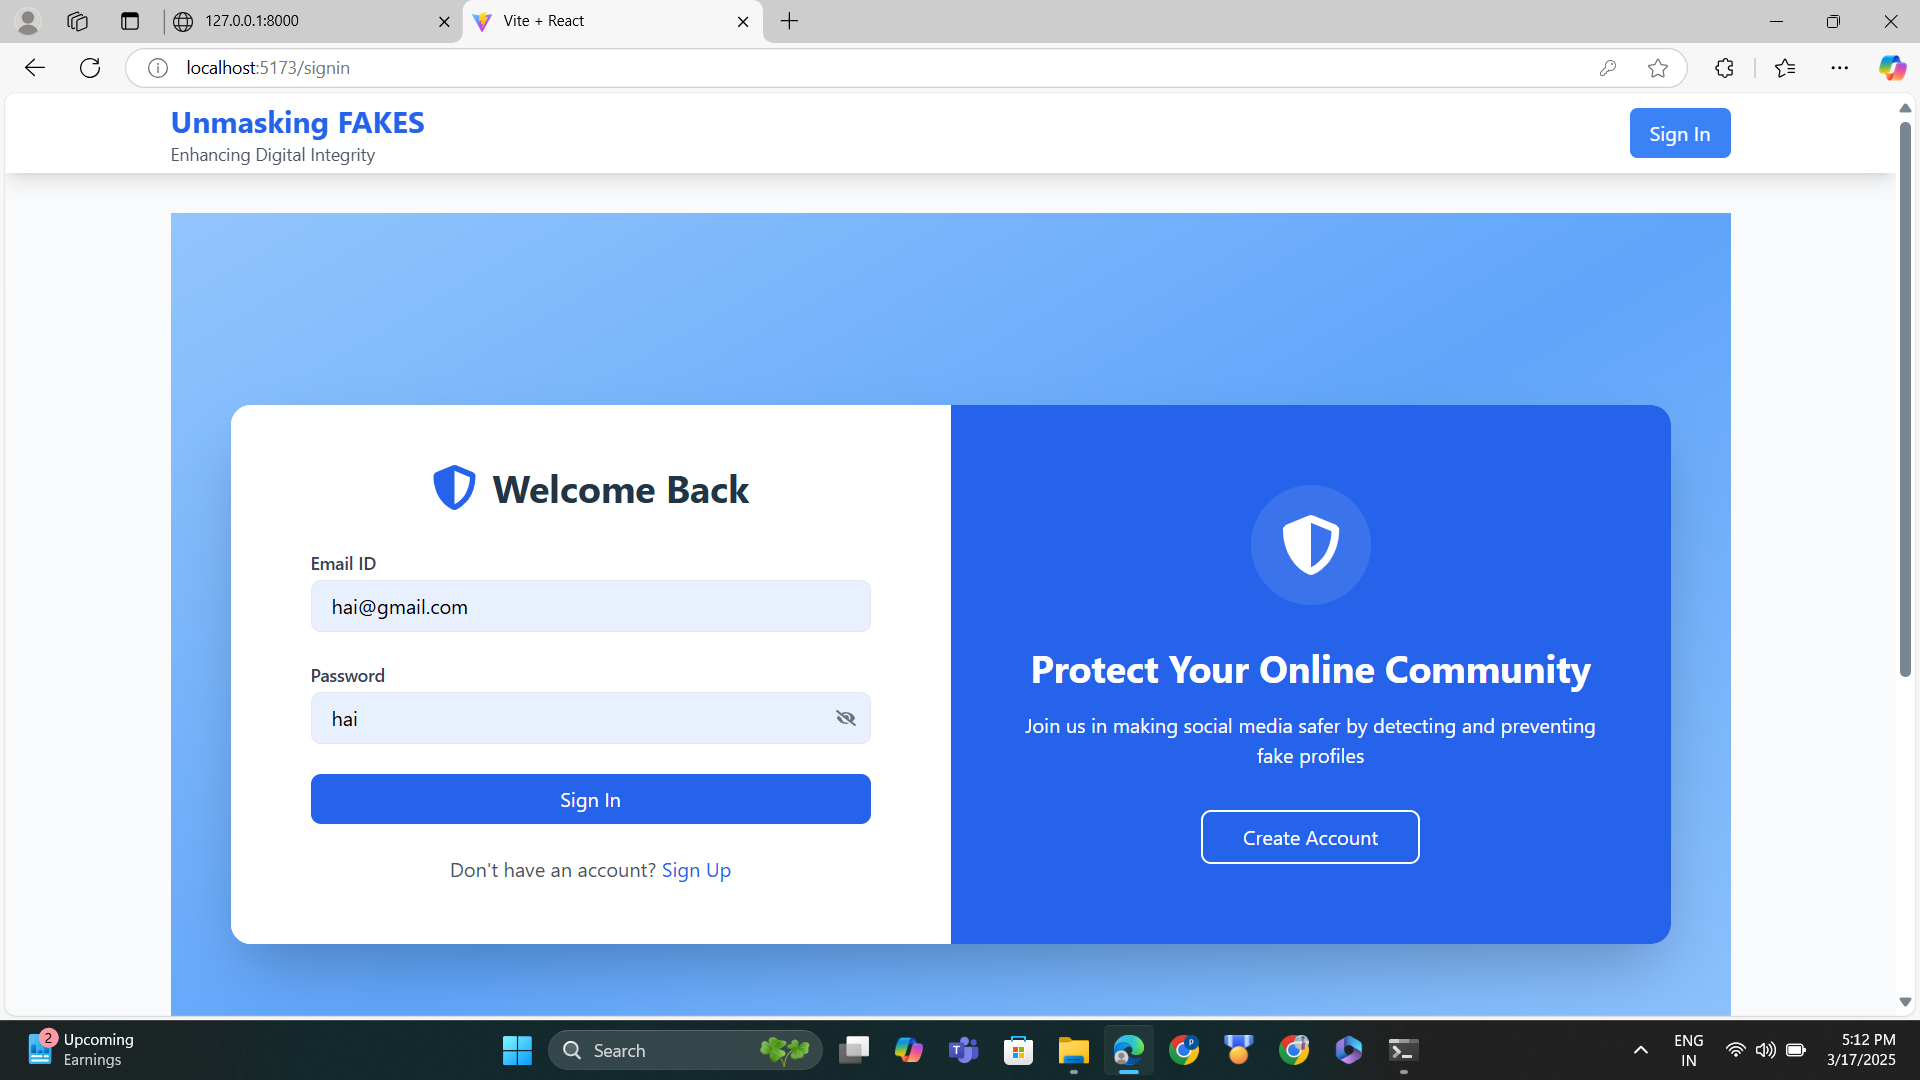 127.0.0.1:8000
Vite + React
localhost:5173/signin
Unmasking FAKES
Enhancing Digital Integrity
Sign In
Welcome Back
Email ID
hai@gmail.com
Password
hai
Sign In
Don't have an account? Sign Up
Protect Your Online Community
Join us in making social media safer by detecting and preventing
fake profiles
Create Account
2
Upcoming
Earnings
Search
ENG
IN
5:12 PM
3/17/2025